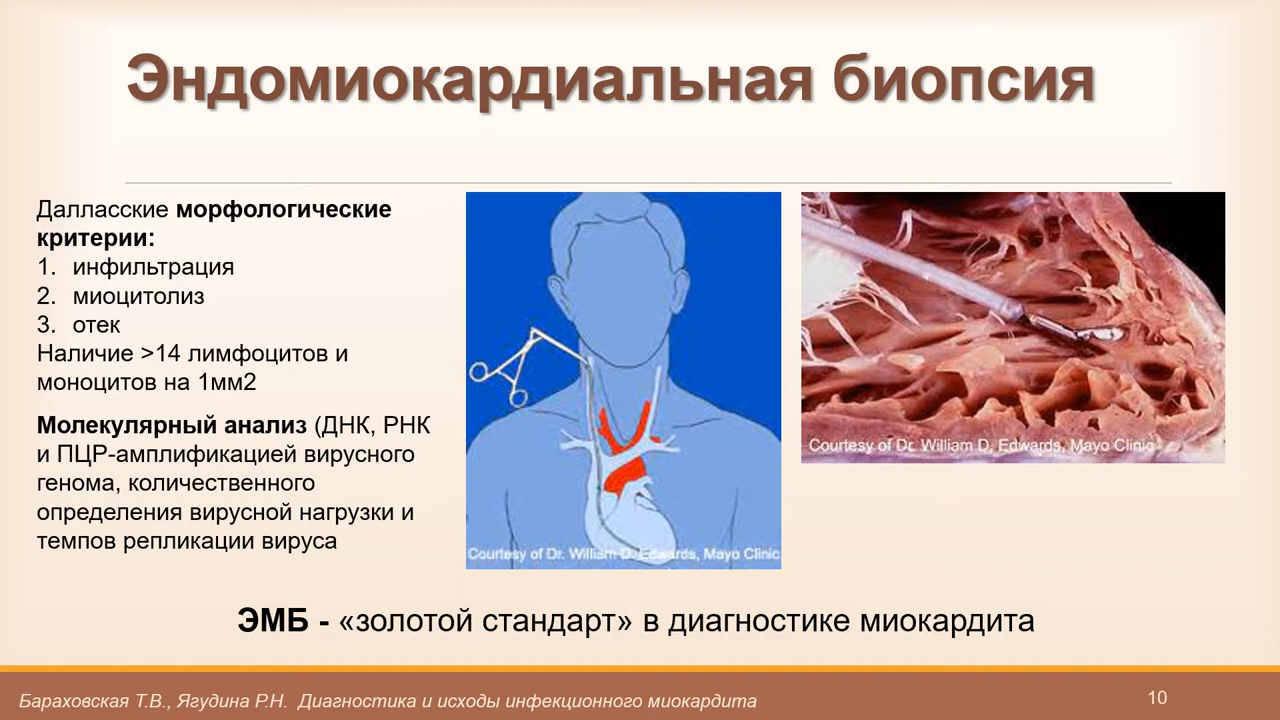 Эндомиокардиальная биопсия
Далласские морфологические
критерии:
1. инфильтрация
2. миоцитолиз
3. отек
Наличие >14 лимфоцитов и
моноцитов на 1мм2
Молекулярный анализ (ДНК, РНК
и ПЦР-амплификацией вирусного
генома, количественного
определения вирусной нагрузки и
темпов репликации вируса
Courtesy of Dr. William D. Edwards, Mayo Clinic
Courtesy of Dr. William D. Edwards, Mayo Clinic
ЭМБ - «золотой стандарт» в диагностике миокардита
Бараховская Т.В., Ягудина Р.Н. Диагностика и исходы инфекционного миокардита
10